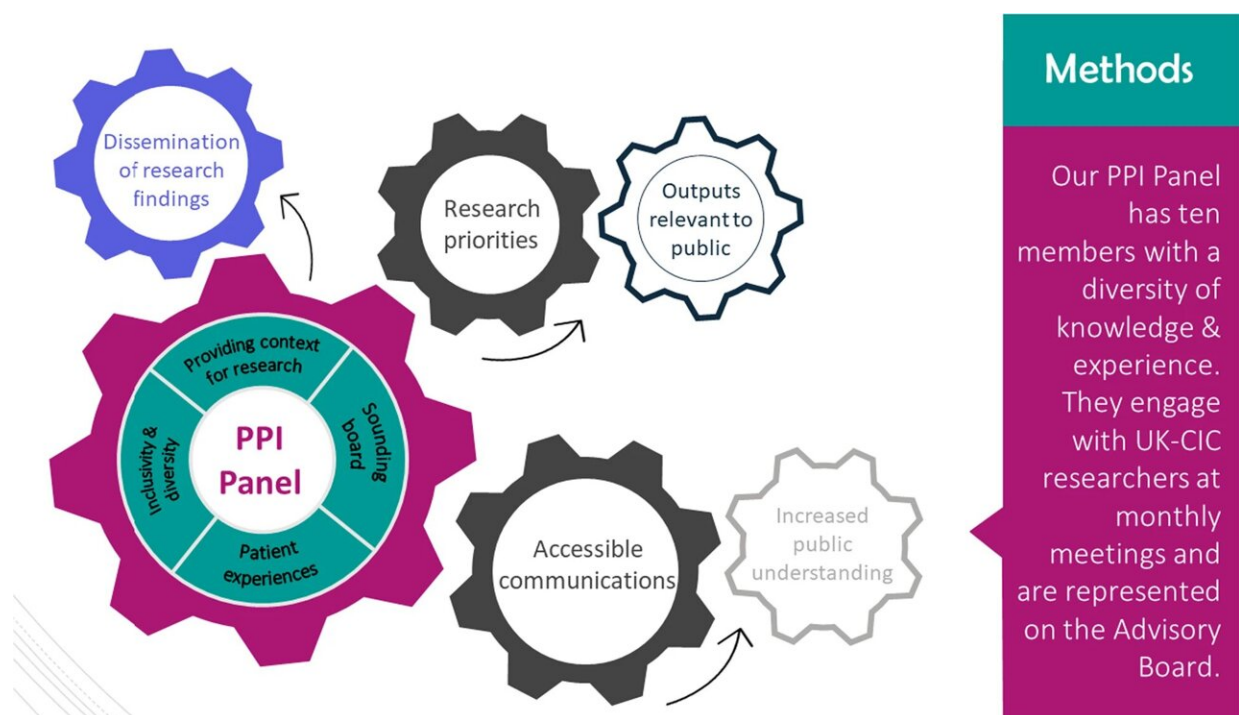 Dissemination
of research
findings
Research
priorities
Outputs
relevant to
public
Providing context
for research
Sounding
board
Inclusivity &
diversity
Patient
experiences
PPI
Panel
Accessible
communications
Increased
public
understanding
Methods
Our PPI Panel
has ten
members with a
diversity of
knowledge &
experience.
They engage
with UK-CIC
researchers at
monthly
meetings and
are represented
on the Advisory
Board.